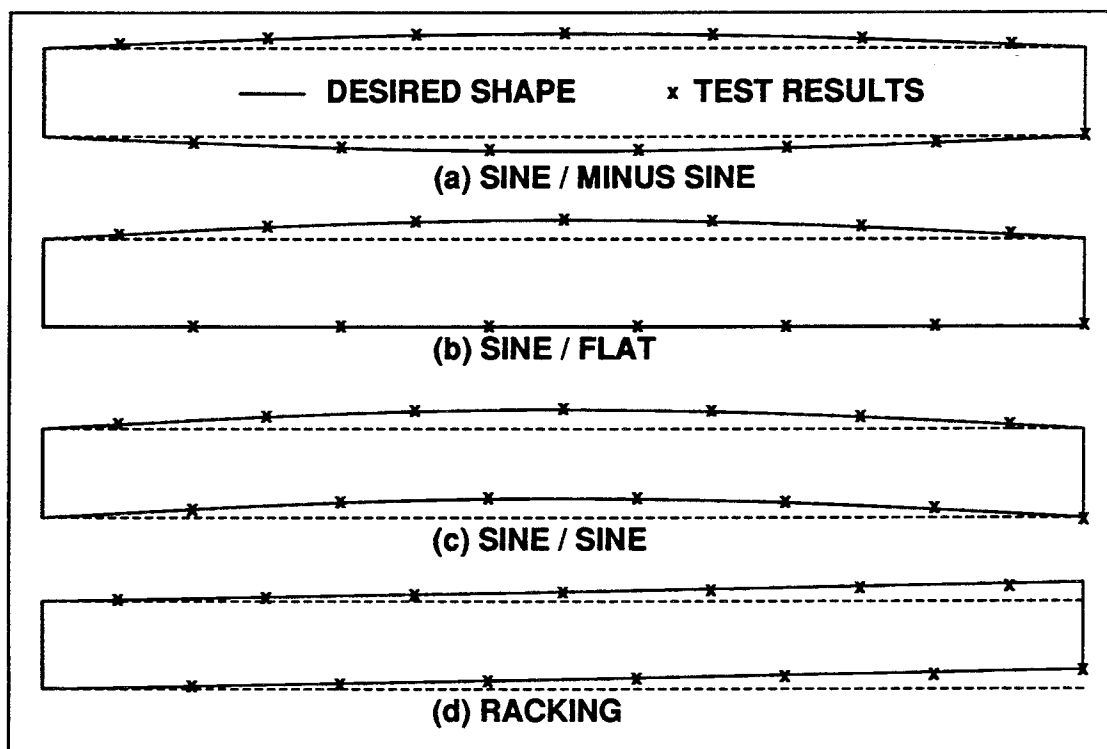 DESIRED SHAPE x TEST RESULTS
(a) SINE / MINUS SINE
(b) SINE / FLAT
(c) SINE / SINE
(d) RACKING